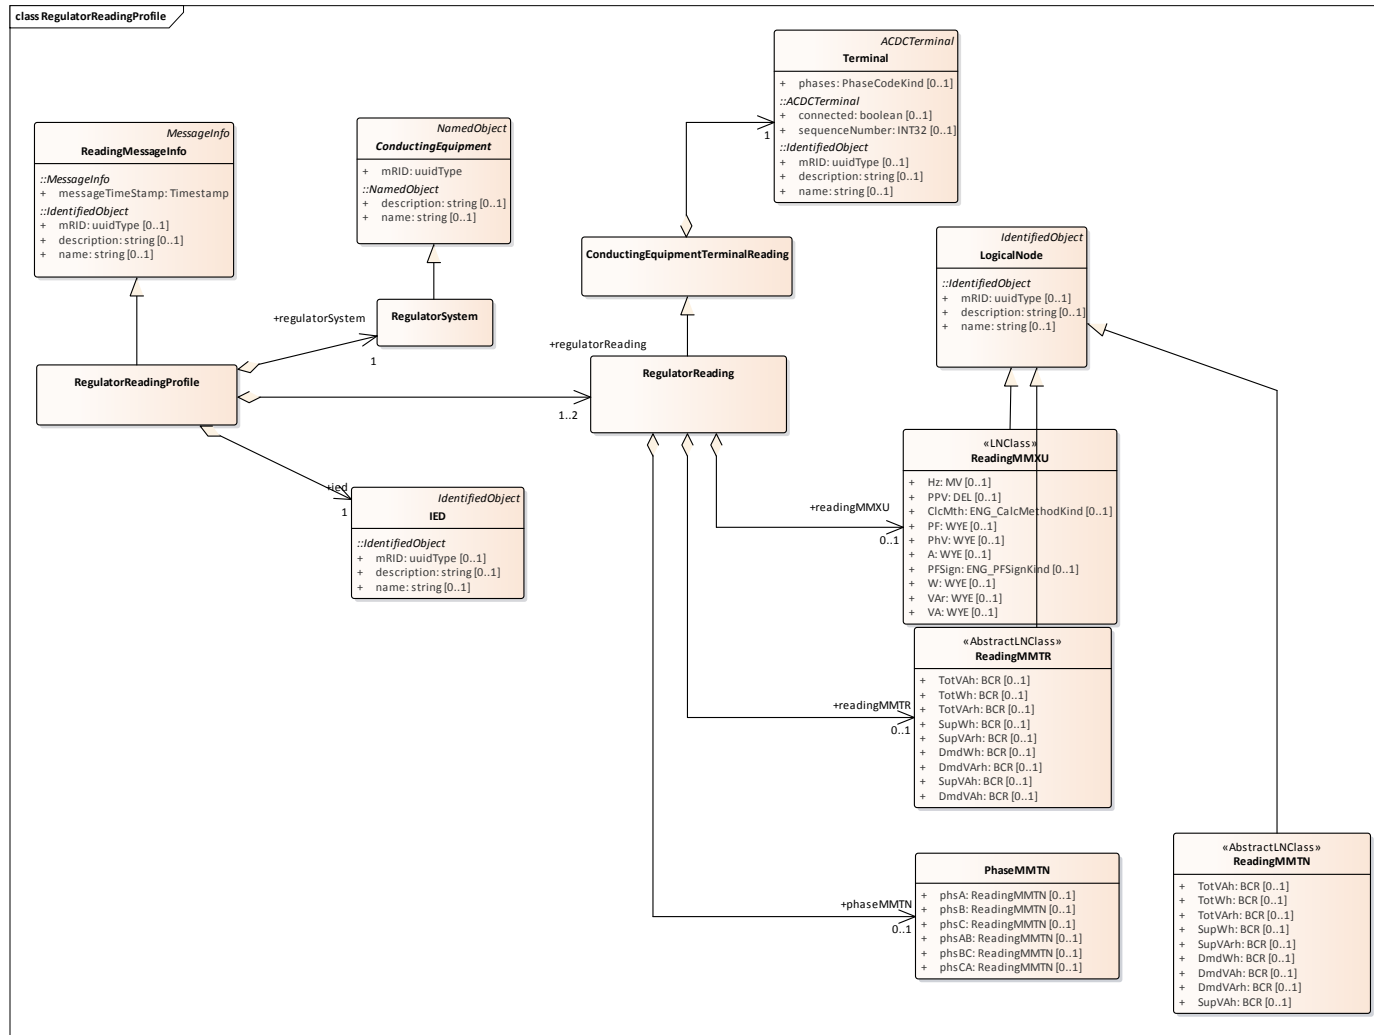 class RegulatorReadingProfile
ACDCTerminal
Terminal
+ phases: PhaseCodeKind [0..1]
::ACDCTerminal
+ connected: boolean [0..1]
+ sequenceNumber: INT32 [0..1]
::IdentifiedObject
+ mRID: uuidType [0..1]
+ description: string [0..1]
+ name: string [0..1]
1
MessageInfo
ReadingMessageInfo
::MessageInfo
+ messageTimeStamp: Timestamp
::IdentifiedObject
+ mRID: uuidType [0..1]
+ description: string [0..1]
+ name: string [0..1]
NamedObject
ConductingEquipment
+ mRID: uuidType
::NamedObject
+ description: string [0..1]
+ name: string [0..1]
ConductingEquipmentTerminalReading
IdentifiedObject
LogicalNode
::IdentifiedObject
+ mRID: uuidType [0..1]
+ description: string [0..1]
+ name: string [0..1]
+regulatorSystem
1
RegulatorSystem
+regulatorReading
1..2
RegulatorReadingProfile
RegulatorReading
+ied
1
IdentifiedObject
IED
::IdentifiedObject
+ mRID: uuidType [0..1]
+ description: string [0..1]
+ name: string [0..1]
+readingMMXU
0..1
«LNClass»
ReadingMMXU
+ Hz: MV [0..1]
+ PPV: DEL [0..1]
+ ClcMth: ENG_CalcMethodKind [0..1]
+ PF: WYE [0..1]
+ PhV: WYE [0..1]
+ A: WYE [0..1]
+ PFSign: ENG_PFSignKind [0..1]
+ W: WYE [0..1]
+ VAr: WYE [0..1]
+ VA: WYE [0..1]
+readingMMTR
0..1
«AbstractLNClass»
ReadingMMTR
+ TotVAh: BCR [0..1]
+ TotWh: BCR [0..1]
+ TotVArh: BCR [0..1]
+ SupWh: BCR [0..1]
+ SupVArh: BCR [0..1]
+ DmdWh: BCR [0..1]
+ DmdVArh: BCR [0..1]
+ SupVAh: BCR [0..1]
+ DmdVAh: BCR [0..1]
+phaseMMTN
0..1
PhaseMMTN
+ phsA: ReadingMMTN [0..1]
+ phsB: ReadingMMTN [0..1]
+ phsC: ReadingMMTN [0..1]
+ phsAB: ReadingMMTN [0..1]
+ phsBC: ReadingMMTN [0..1]
+ phsCA: ReadingMMTN [0..1]
«AbstractLNClass»
ReadingMMTN
+ TotVAh: BCR [0..1]
+ TotWh: BCR [0..1]
+ TotVArh: BCR [0..1]
+ SupWh: BCR [0..1]
+ SupVArh: BCR [0..1]
+ DmdWh: BCR [0..1]
+ DmdVAh: BCR [0..1]
+ DmdVArh: BCR [0..1]
+ SupVAh: BCR [0..1]